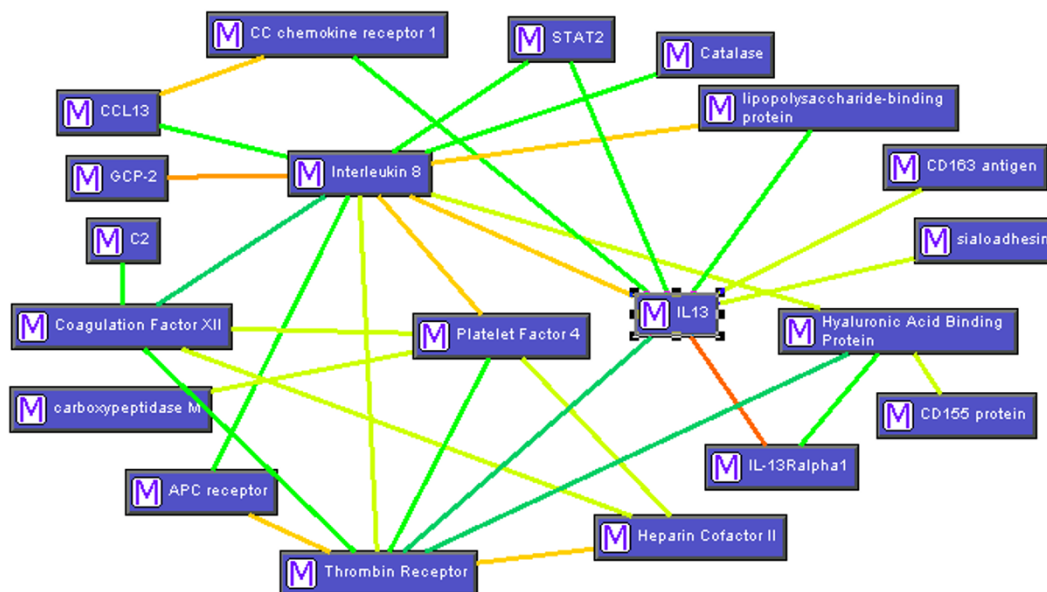 M CC chemokine receptor 1
M STAT2
M Catalase
M lipopolysaccharide-binding
protein
M CCL13
M GCP-2
M Interleukin 8
M CD163 antigen
M C2
M sialoadhesin
M Coagulation Factor XII
M Platelet Factor 4
M IL13
M Hyaluronic Acid Binding
Protein
M carboxypeptidase M
M CD155 protein
M APC receptor
M IL-13Ralpha1
M Heparin Cofactor II
M Thrombin Receptor